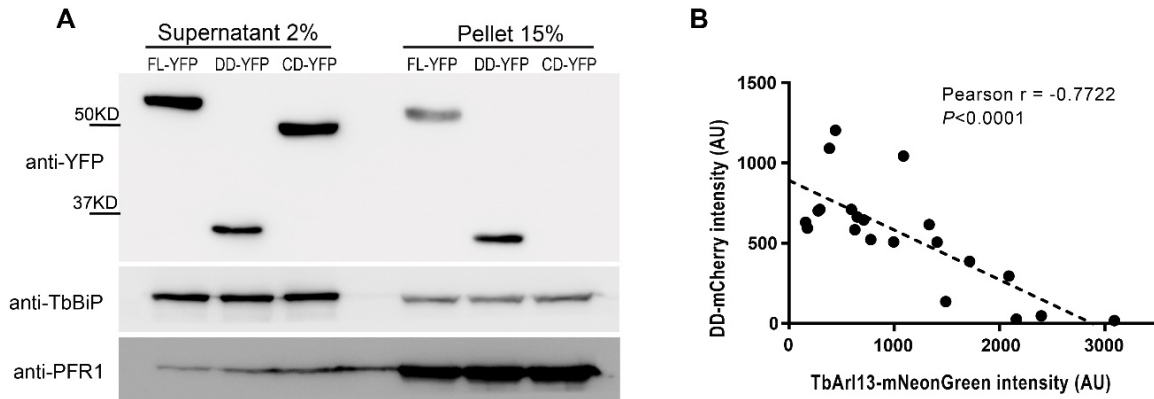 A
Supernatant 2%
Pellet 15%
FL-YFP DD-YFP CD-YFP
FL-YFP DD-YFP CD-YFP
50KD
anti-YFP
37KD
anti-TbBiP
anti-PFR1
B
Pearson r = -0.7722
P<0.0001
DD-mCherry intensity (AU)
1500
1000
500
0
0 1000 2000 3000
TbArl13-mNeonGreen intensity (AU)